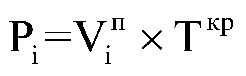 Pᵢ=Vᵢⁿ × Tᵏᵖ